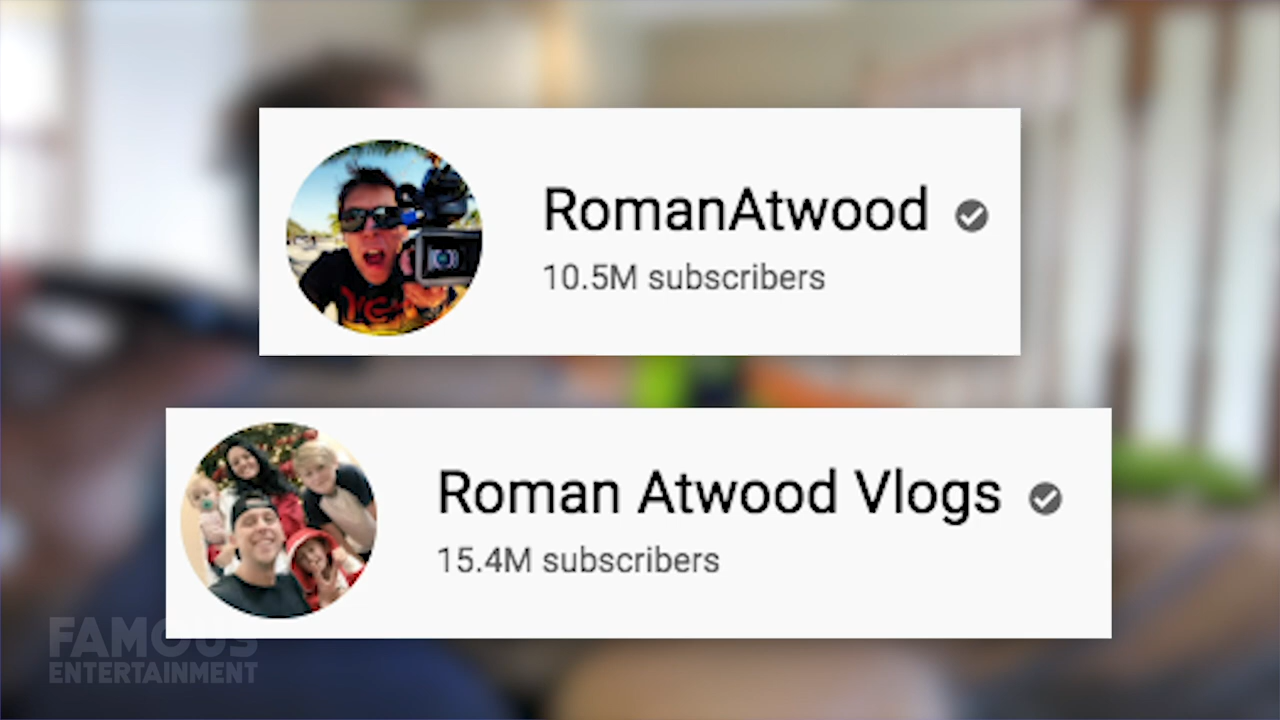 RomanAtwood
10.5M subscribers
Roman Atwood Vlogs
15.4M subscribers
FAMOUS
ENTERTAINMENT